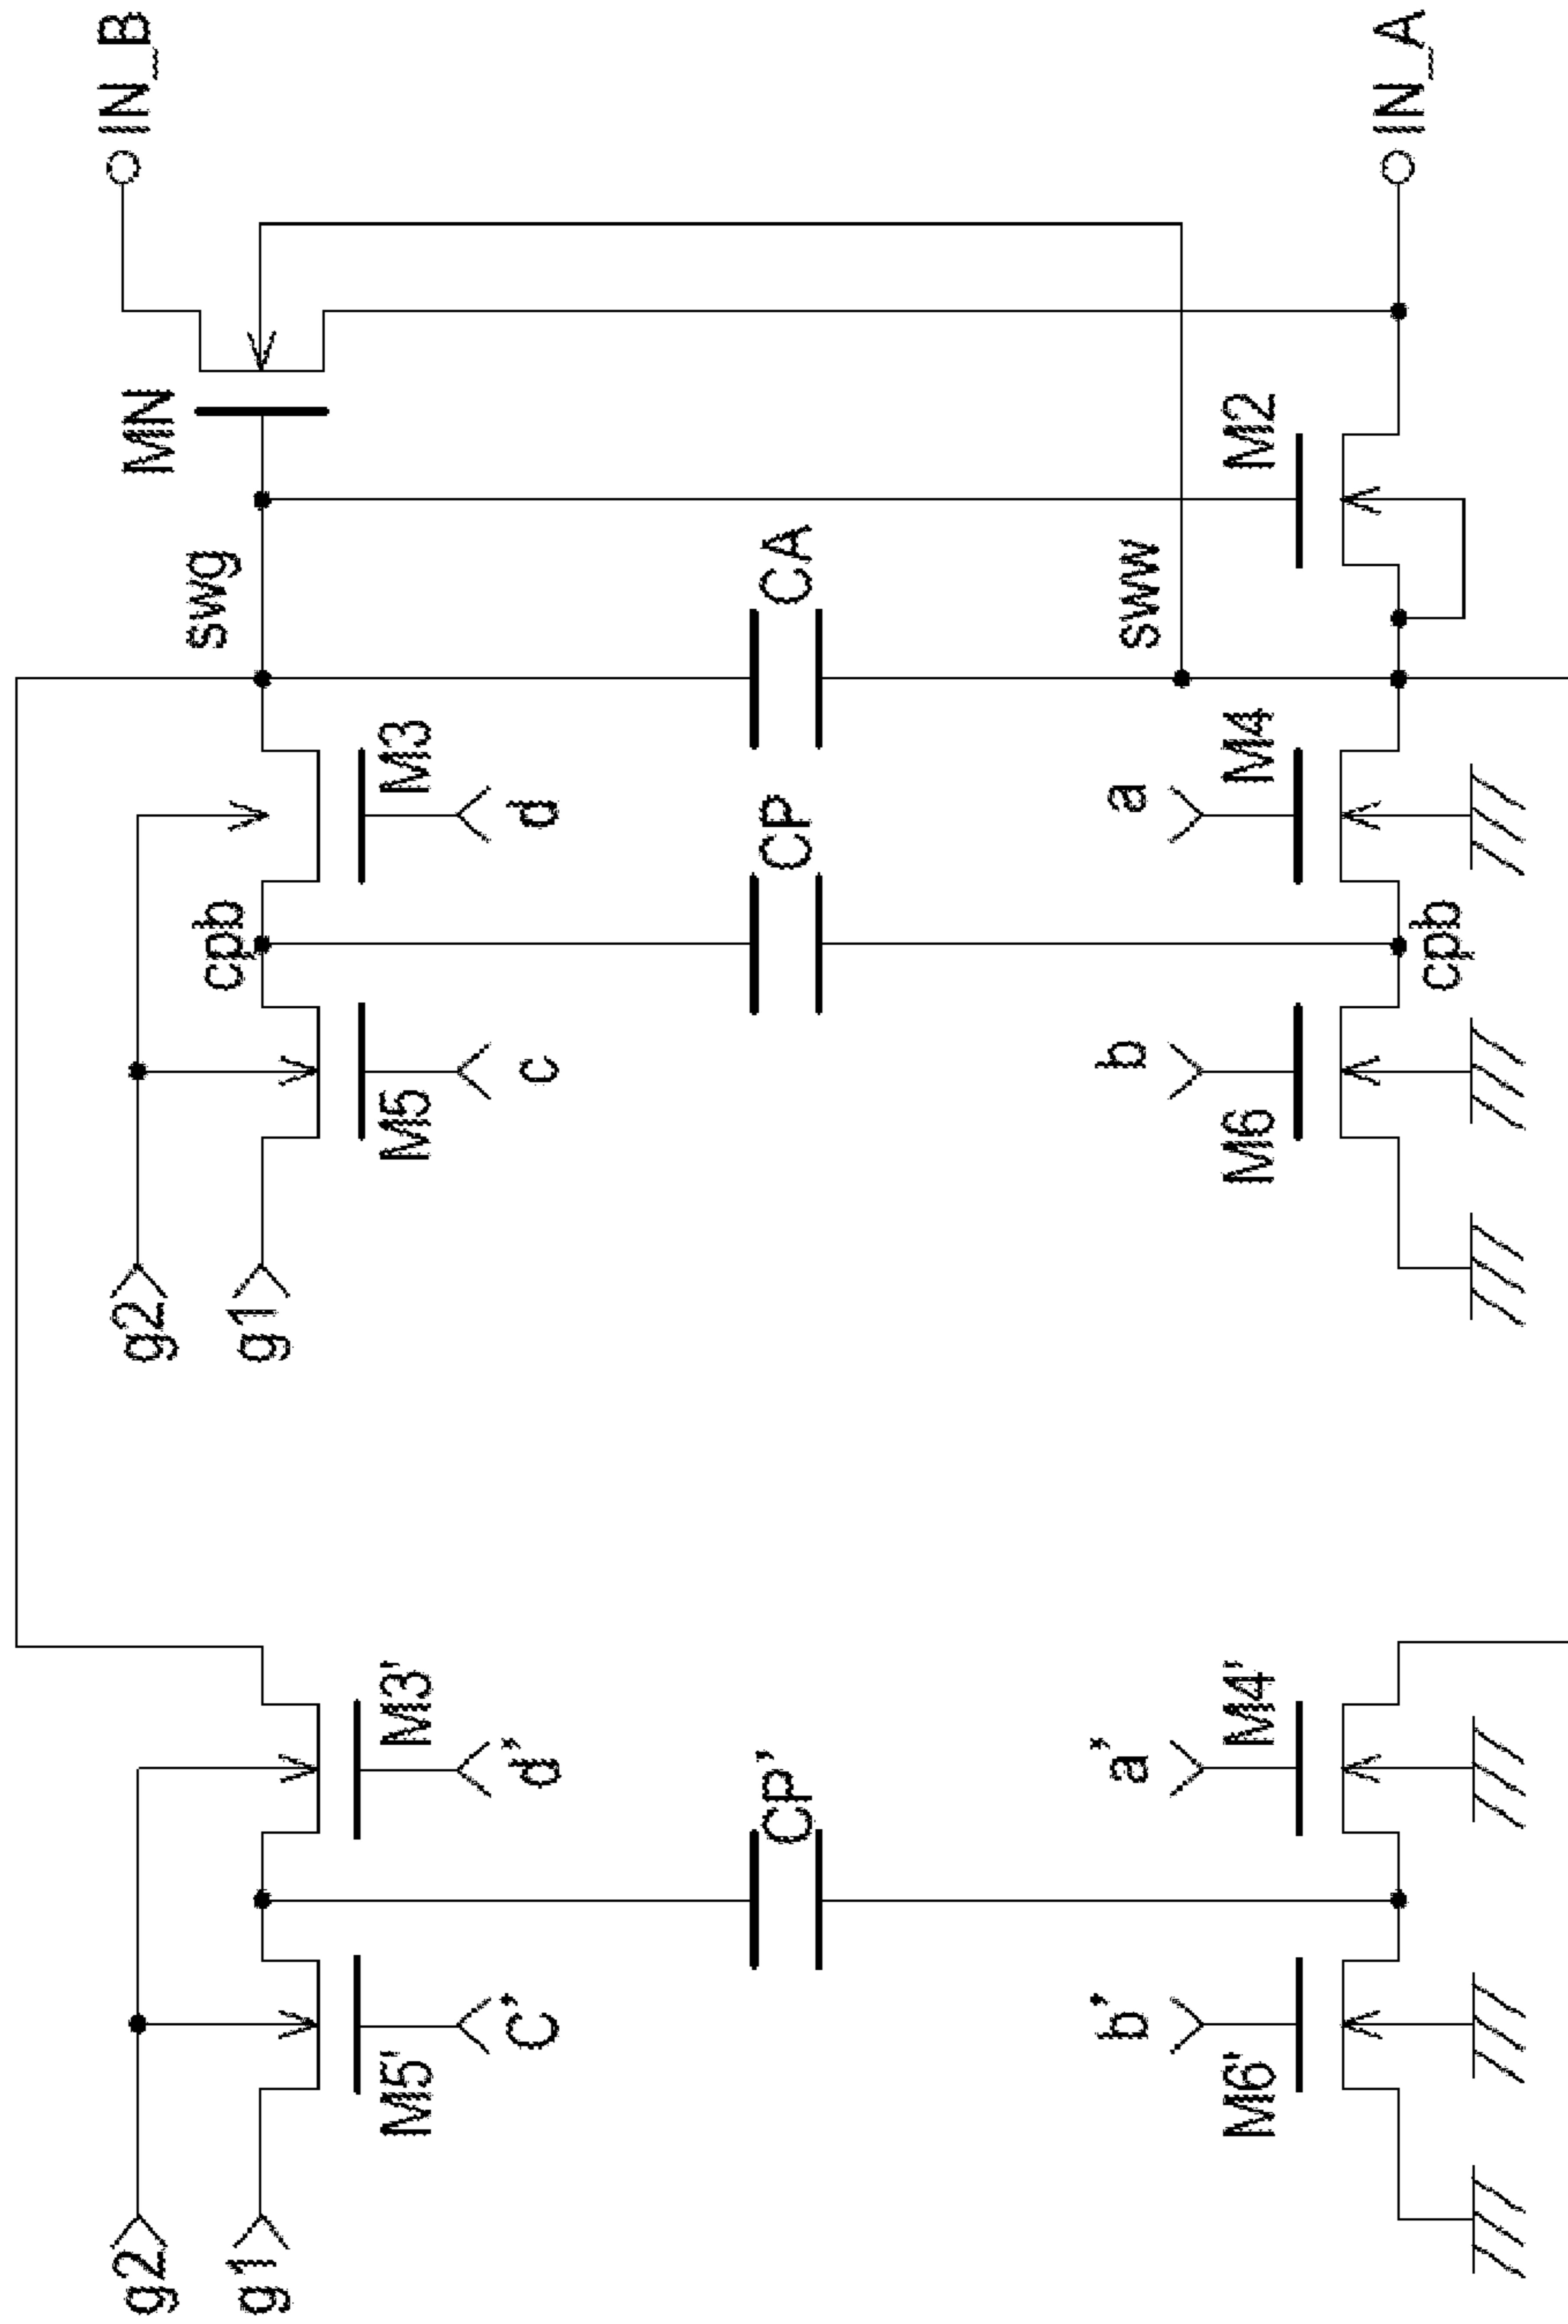 IN_B
IN_A
MN
M2
swg
CA
sww
M3
d
CP
a
M4
cpb
cpb
M5
c
b
M6
g2
g1
M3'
d'
CP'
a'
M4'
M5'
C'
b'
M6'
g2
g1